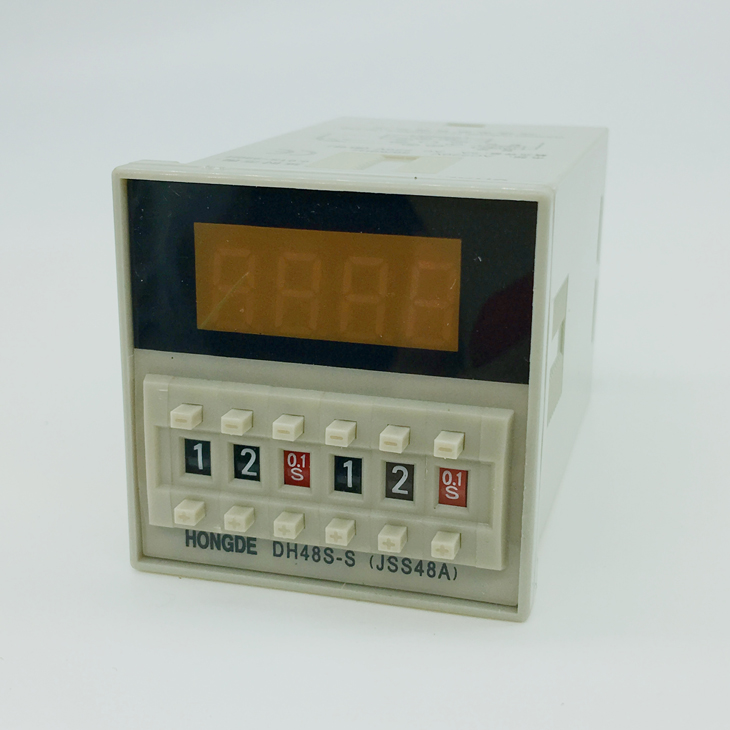 1 2 0.1 S 1 2 0.1 S
HONGDE DH48S-S (JSS48A)